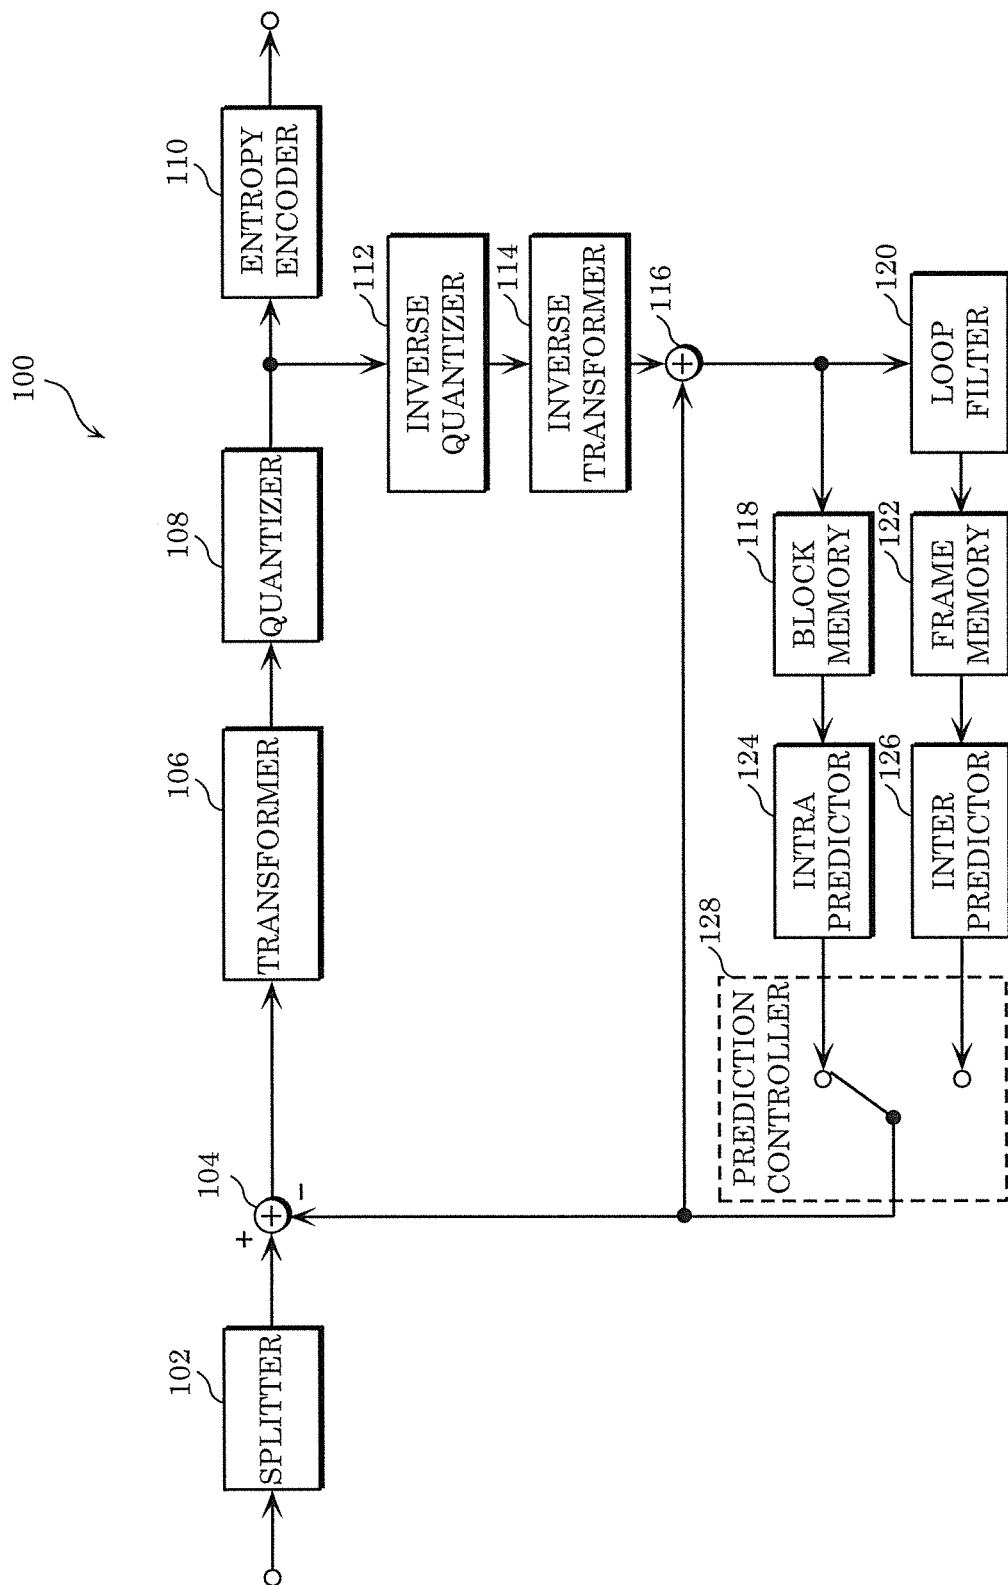 100
102
SPLITTER
104
+
−
106
TRANSFORMER
108
QUANTIZER
110
ENTROPY
ENCODER
112
INVERSE
QUANTIZER
114
INVERSE
TRANSFORMER
116
+
+
118
BLOCK
MEMORY
120
LOOP
FILTER
122
FRAME
MEMORY
124
INTRA
PREDICTOR
126
INTER
PREDICTOR
128
PREDICTION
CONTROLLER